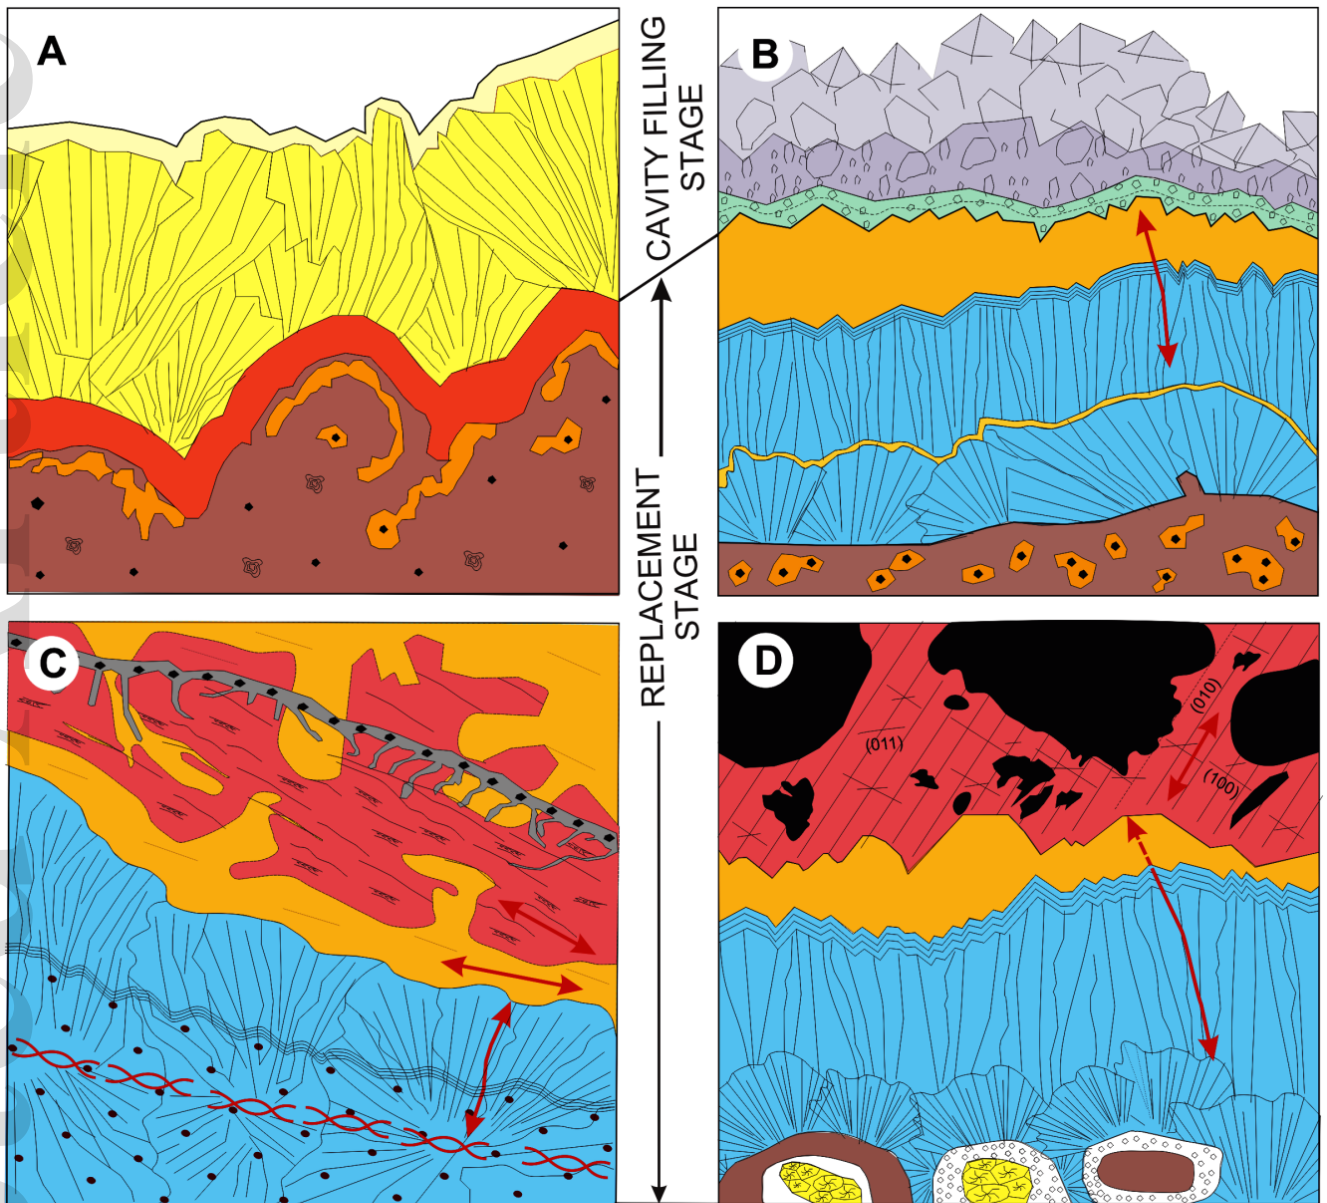 A
B
CAVITY FILLING
STAGE
REPLACEMENT
STAGE
C
D
(011)
(010)
(100)